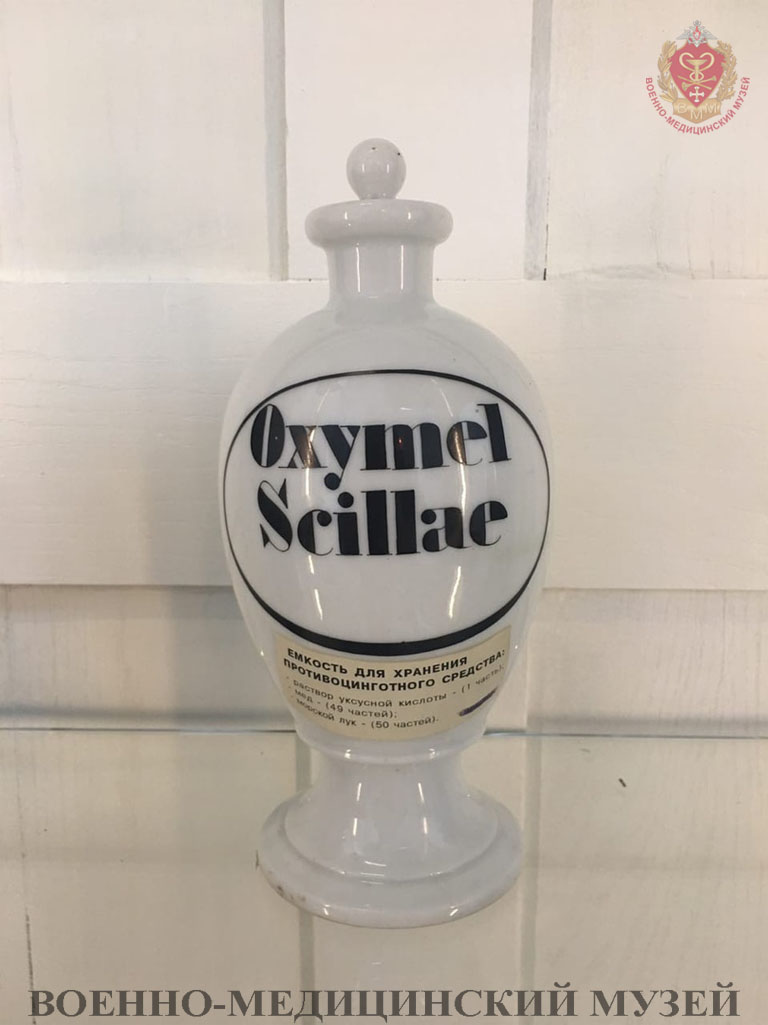 ВОЕННО-МЕДИЦИНСКИЙ МУЗЕЙ
ВММ
Oxymel
Scillae
ЕМКОСТЬ ДЛЯ ХРАНЕНИЯ
ПРОТИВОЦИНГОТНОГО СРЕДСТВА:
- раствор уксусной кислоты - (1 часть);
- мед - (49 частей);
- морской лук - (50 частей).
ВОЕННО-МЕДИЦИНСКИЙ МУЗЕЙ